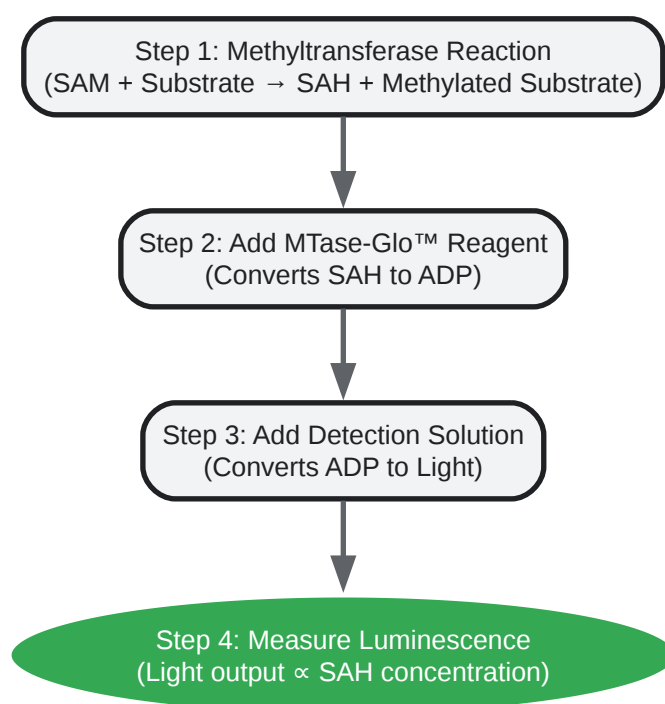 Step 1: Methyltransferase Reaction
(SAM + Substrate → SAH + Methylated Substrate)
Step 2: Add MTase-Glo™ Reagent
(Converts SAH to ADP)
Step 3: Add Detection Solution
(Converts ADP to Light)
Step 4: Measure Luminescence
(Light output ∝ SAH concentration)